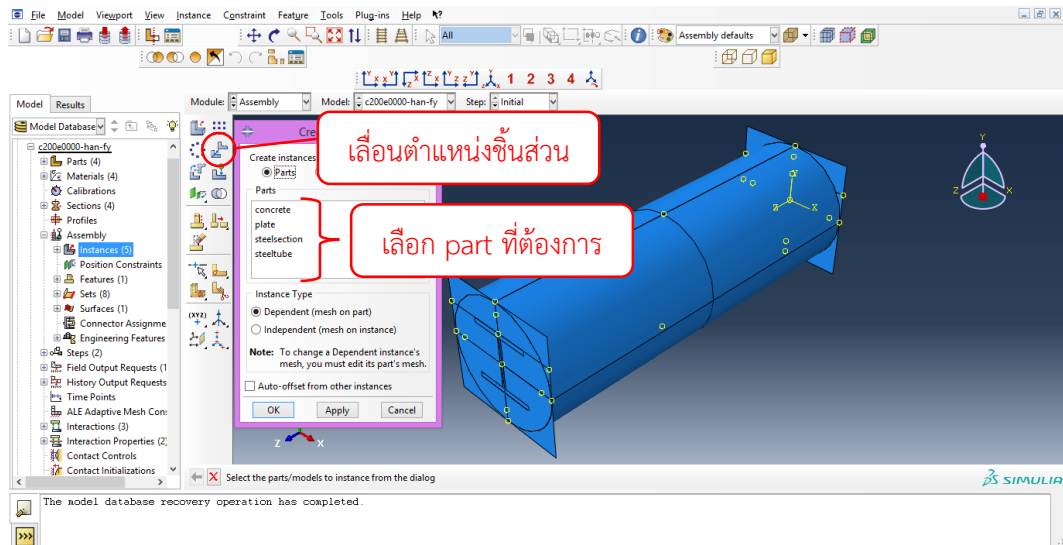 File Model Viewport View Instance Constraint Feature Tools Plug-ins Help
All
Assembly defaults
1 2 3 4
Model Results
Module: Assembly Model: c200e0000-han-fy Step: Initial
Model Database
c200e0000-han-fy
Parts (4)
Materials (4)
Calibrations
Sections (4)
Profiles
Assembly
Instances (5)
Position Constraints
Features (1)
Sets (8)
Surfaces (1)
Connector Assignme
Engineering Features
Steps (2)
Field Output Requests (1
History Output Requests
Time Points
ALE Adaptive Mesh Cons
Interactions (3)
Interaction Properties (2)
Contact Controls
Contact Initializations
(XYZ)
Cre
Create instances
Parts
Parts
concrete
plate
steelsection
steeltube
Instance Type
Dependent (mesh on part)
Independent (mesh on instance)
Note: To change a Dependent instance's
mesh, you must edit its part's mesh.
Auto-offset from other instances
OK Apply Cancel
เลื่อนตำแหน่งชิ้นส่วน
เลือก part ที่ต้องการ
Y
Z X
Y
Z X
Z X
Select the parts/models to instance from the dialog
SIMULIA
The model database recovery operation has completed.
>>>